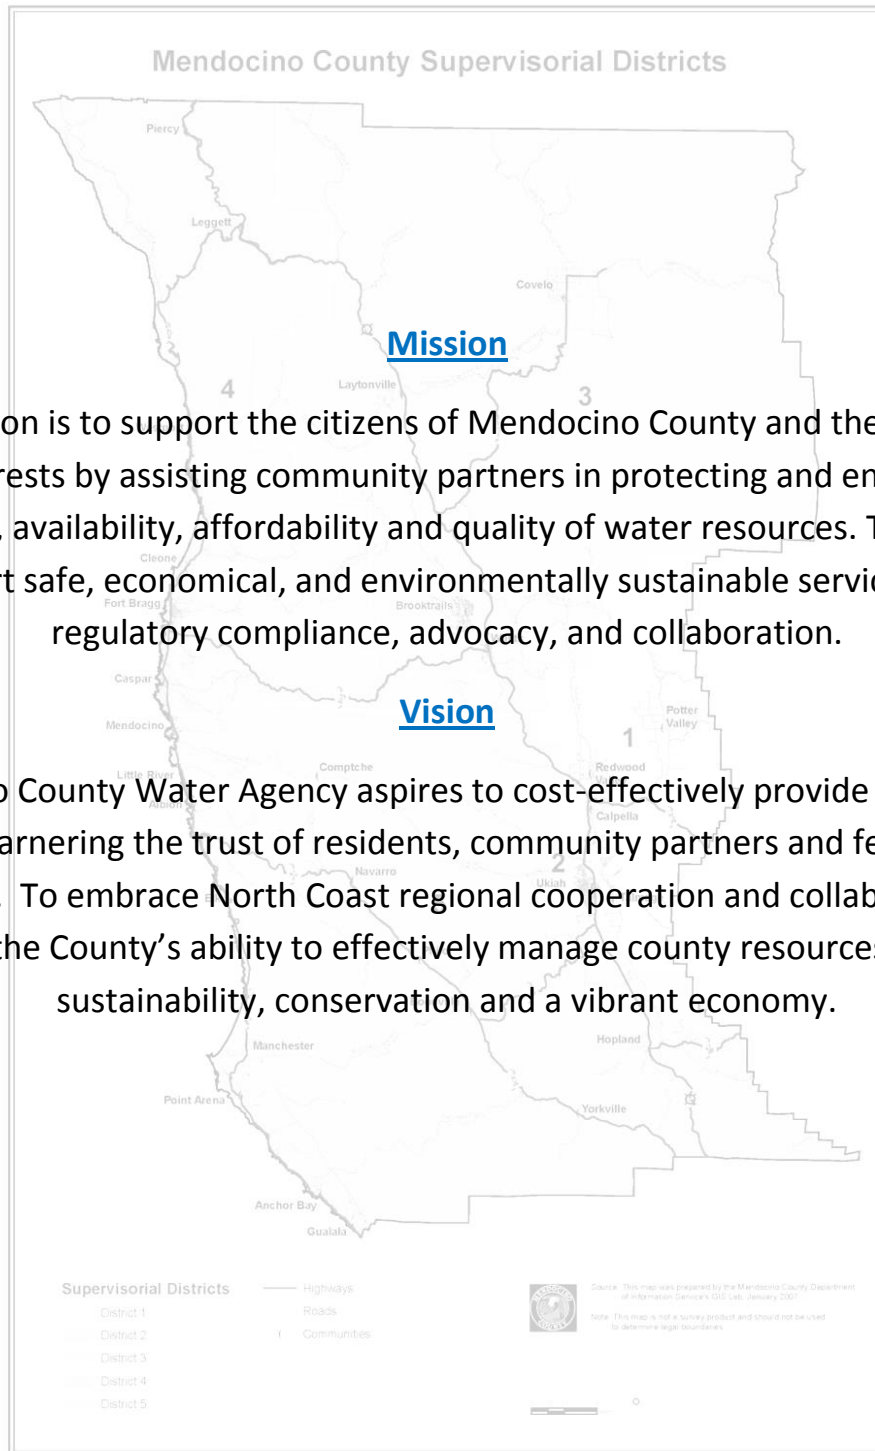 Mendocino County Supervisorial Districts
Piercy
Leggett
Covelo
Mission
4
Laytonville
3
on is to support the citizens of Mendocino County and the
rests by assisting community partners in protecting and en
, availability, affordability and quality of water resources. T
Cleone
rt safe, economical, and environmentally sustainable servic
Fort Bragg
Brooktrails
regulatory compliance, advocacy, and collaboration.
Caspar
Vision
Potter
Valley
Mendocino
1
Comptche
Redwood
Little River
o County Water Agency aspires to cost-effectively provide
Albion
Calpella
arnering the trust of residents, community partners and fe
2
Navarro
Ukiah
. To embrace North Coast regional cooperation and collab
the County’s ability to effectively manage county resources
sustainability, conservation and a vibrant economy.
Manchester
Hopland
Point Arena
Yorkville
Anchor Bay
Gualala
Supervisorial Districts
Highways
District 1
Roads
District 2
Communities
District 3
District 4
District 5
MENDOCINO COUNTY
Source: This map was prepared by the Mendocino County Department
of Information Services GIS Lab, January 2007
Note: This map is not a survey product and should not be used
to determine legal boundaries.